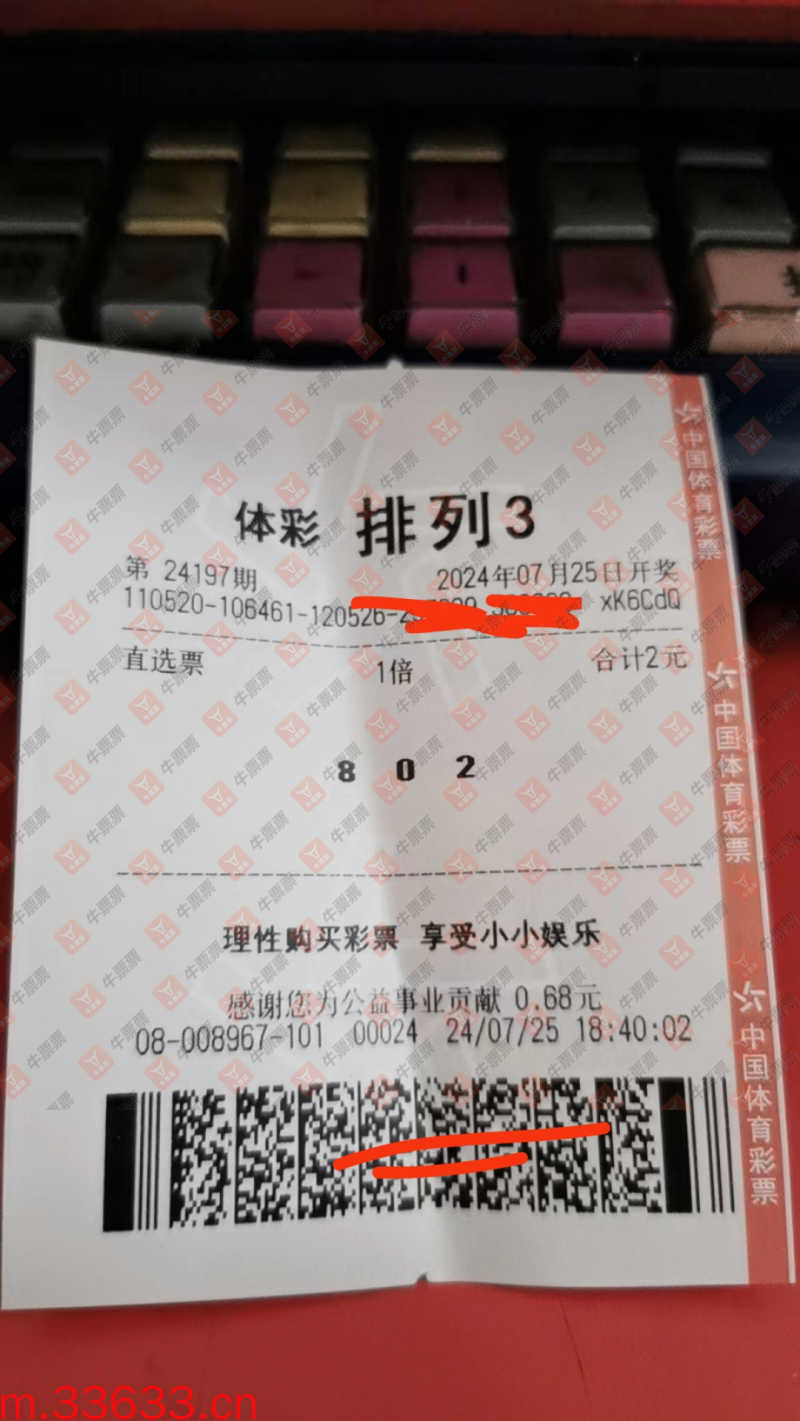 体彩 排列3
第 24197期 2024年07月25日开奖
110520-106461-120526- xK6CdQ
直选票 1倍 合计2元
8 0 2
理性购买彩票 享受小小娱乐
感谢您为公益事业贡献 0.68元
08-008967-101 00024 24/07/25 18:40:02
中国体育彩票
中国体育彩票
中国体育彩票
牛票票
m.33633.cn